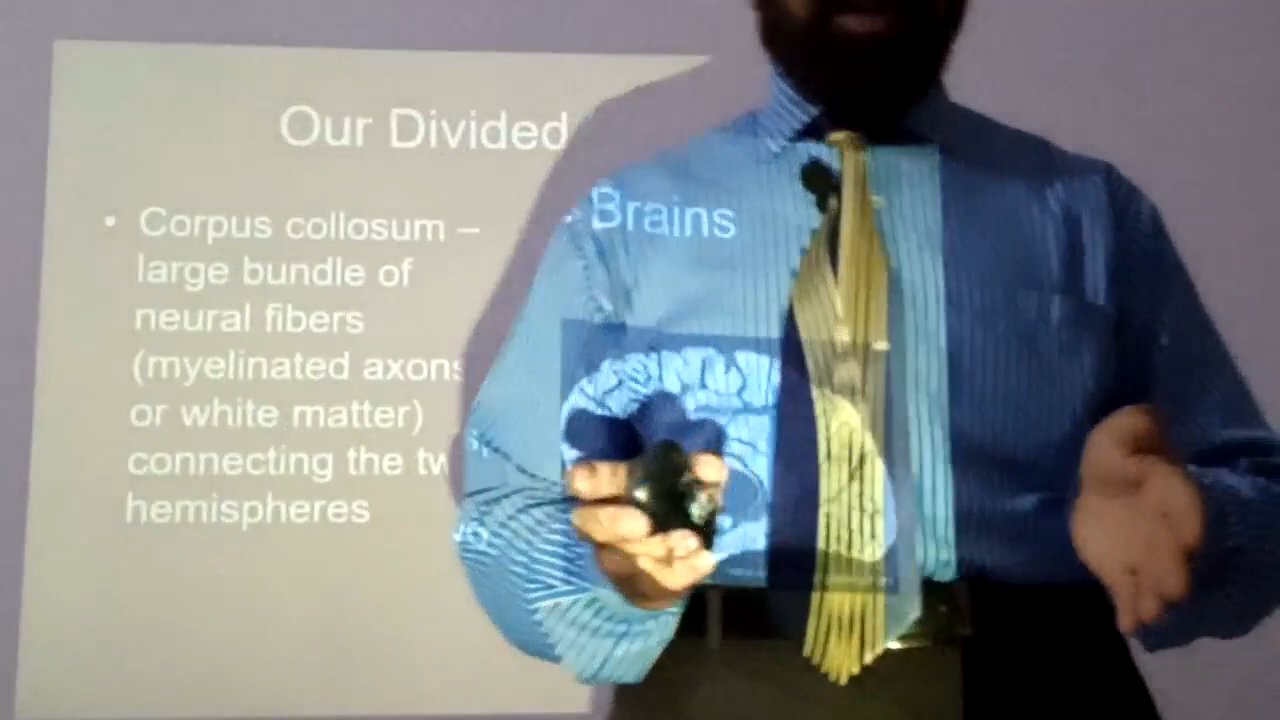 Our Divided Brains
• Corpus collosum –
large bundle of
neural fibers
(myelinated axons
or white matter)
connecting the tw
hemispheres